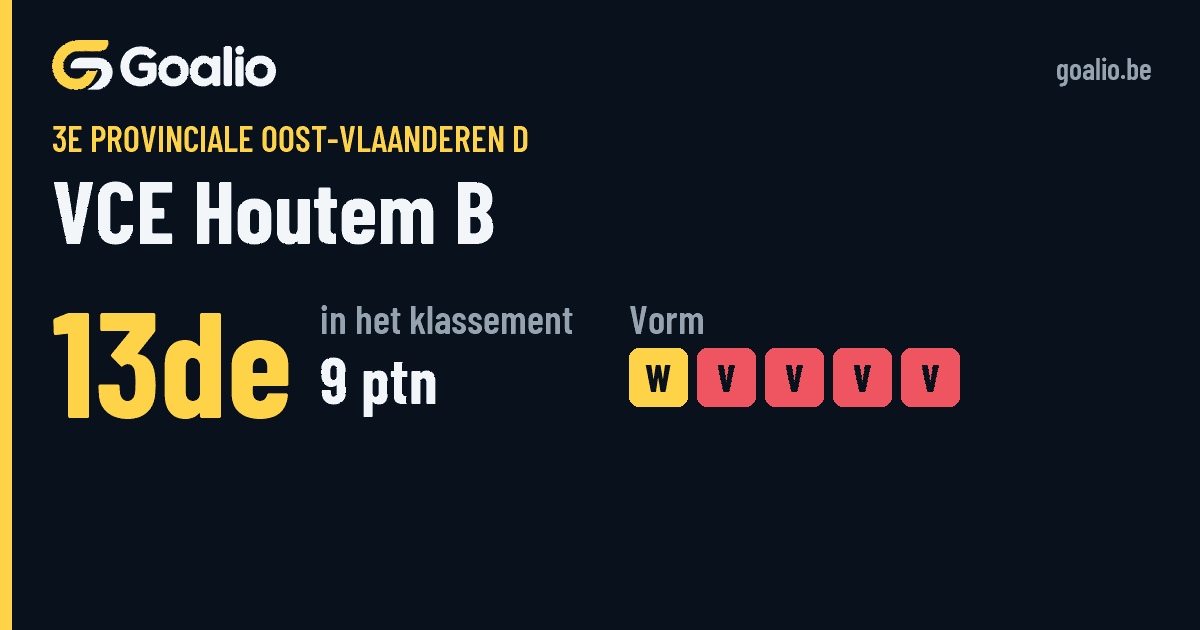 Goalio
goalio.be
3E PROVINCIALE OOST-VLAANDEREN D
VCE Houtem B
13de
in het klassement
9 ptn
Vorm
W V V V V